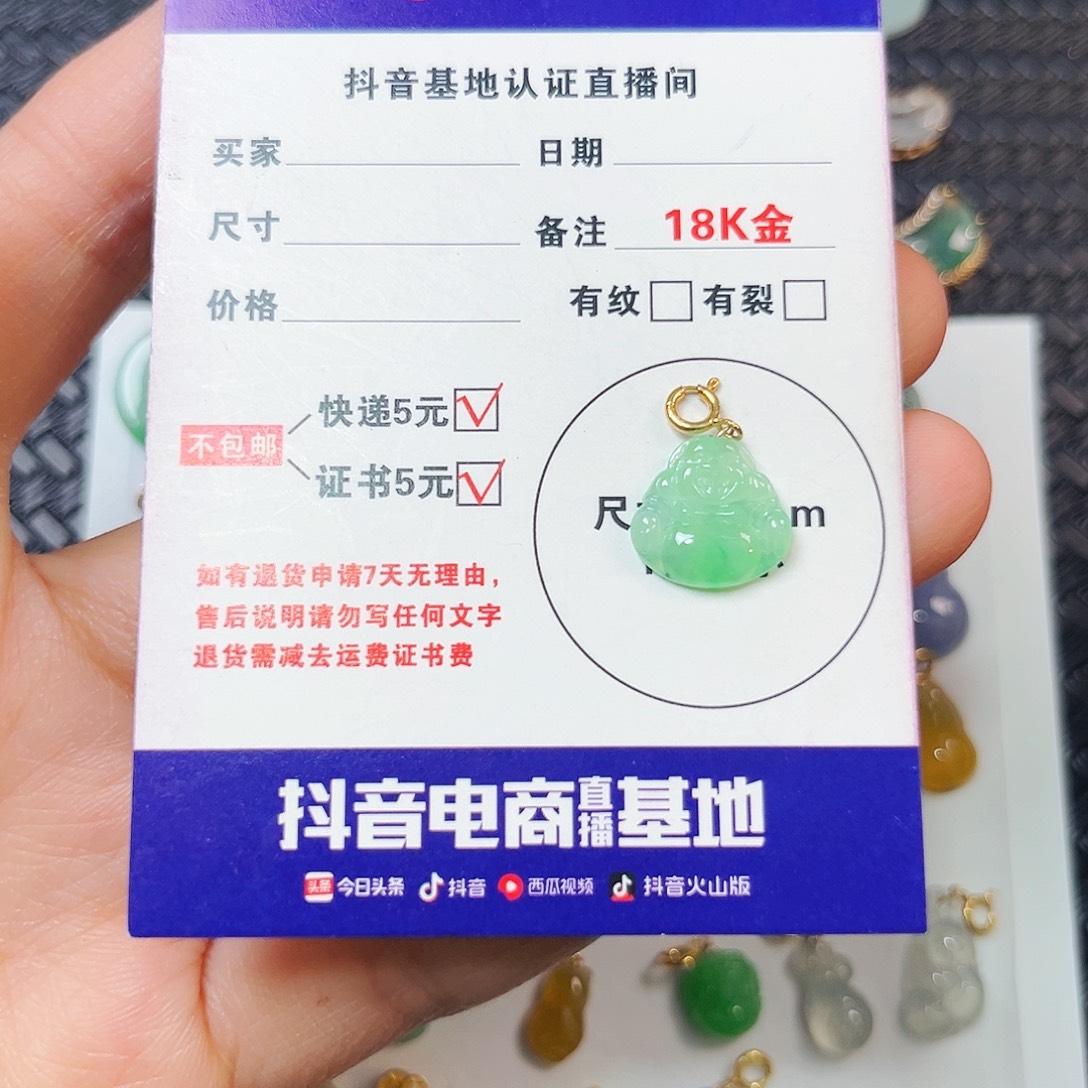 抖音基地认证直播间
买家 日期
尺寸 备注 18K金
价格 有纹 有裂
不包邮
快递5元
证书5元
尺 m
如有退货申请7天无理由，
售后说明请勿写任何文字
退货需减去运费证书费
抖音电商直播基地
头条 今日头条 抖音 西瓜视频 抖音火山版